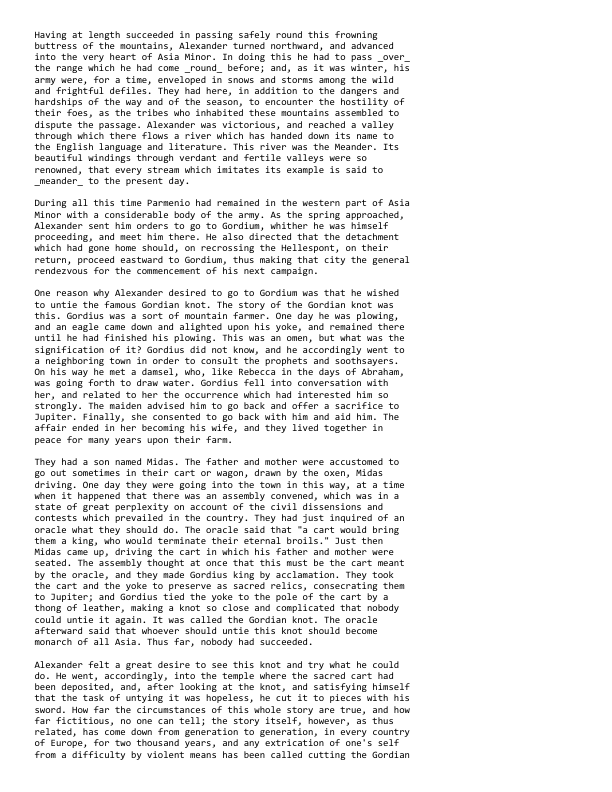 Having at length succeeded in passing safely round this frowning
buttress of the mountains, Alexander turned northward, and advanced
into the very heart of Asia Minor. In doing this he had to pass _over_
the range which he had come _round_ before; and, as it was winter, his
army were, for a time, enveloped in snows and storms among the wild
and frightful defiles. They had here, in addition to the dangers and
hardships of the way and of the season, to encounter the hostility of
their foes, as the tribes who inhabited these mountains assembled to
dispute the passage. Alexander was victorious, and reached a valley
through which there flows a river which has handed down its name to
the English language and literature. This river was the Meander. Its
beautiful windings through verdant and fertile valleys were so
renowned, that every stream which imitates its example is said to
_meander_ to the present day.

During all this time Parmenio had remained in the western part of Asia
Minor with a considerable body of the army. As the spring approached,
Alexander sent him orders to go to Gordium, whither he was himself
proceeding, and meet him there. He also directed that the detachment
which had gone home should, on recrossing the Hellespont, on their
return, proceed eastward to Gordium, thus making that city the general
rendezvous for the commencement of his next campaign.

One reason why Alexander desired to go to Gordium was that he wished
to untie the famous Gordian knot. The story of the Gordian knot was
this. Gordius was a sort of mountain farmer. One day he was plowing,
and an eagle came down and alighted upon his yoke, and remained there
until he had finished his plowing. This was an omen, but what was the
signification of it? Gordius did not know, and he accordingly went to
a neighboring town in order to consult the prophets and soothsayers.
On his way he met a damsel, who, like Rebecca in the days of Abraham,
was going forth to draw water. Gordius fell into conversation with
her, and related to her the occurrence which had interested him so
strongly. The maiden advised him to go back and offer a sacrifice to
Jupiter. Finally, she consented to go back with him and aid him. The
affair ended in her becoming his wife, and they lived together in
peace for many years upon their farm.

They had a son named Midas. The father and mother were accustomed to
go out sometimes in their cart or wagon, drawn by the oxen, Midas
driving. One day they were going into the town in this way, at a time
when it happened that there was an assembly convened, which was in a
state of great perplexity on account of the civil dissensions and
contests which prevailed in the country. They had just inquired of an
oracle what they should do. The oracle said that "a cart would bring
them a king, who would terminate their eternal broils." Just then
Midas came up, driving the cart in which his father and mother were
seated. The assembly thought at once that this must be the cart meant
by the oracle, and they made Gordius king by acclamation. They took
the cart and the yoke to preserve as sacred relics, consecrating them
to Jupiter; and Gordius tied the yoke to the pole of the cart by a
thong of leather, making a knot so close and complicated that nobody
could untie it again. It was called the Gordian knot. The oracle
afterward said that whoever should untie this knot should become
monarch of all Asia. Thus far, nobody had succeeded.

Alexander felt a great desire to see this knot and try what he could
do. He went, accordingly, into the temple where the sacred cart had
been deposited, and, after looking at the knot, and satisfying himself
that the task of untying it was hopeless, he cut it to pieces with his
sword. How far the circumstances of this whole story are true, and how
far fictitious, no one can tell; the story itself, however, as thus
related, has come down from generation to generation, in every country
of Europe, for two thousand years, and any extrication of one's self
from a difficulty by violent means has been called cutting the Gordian